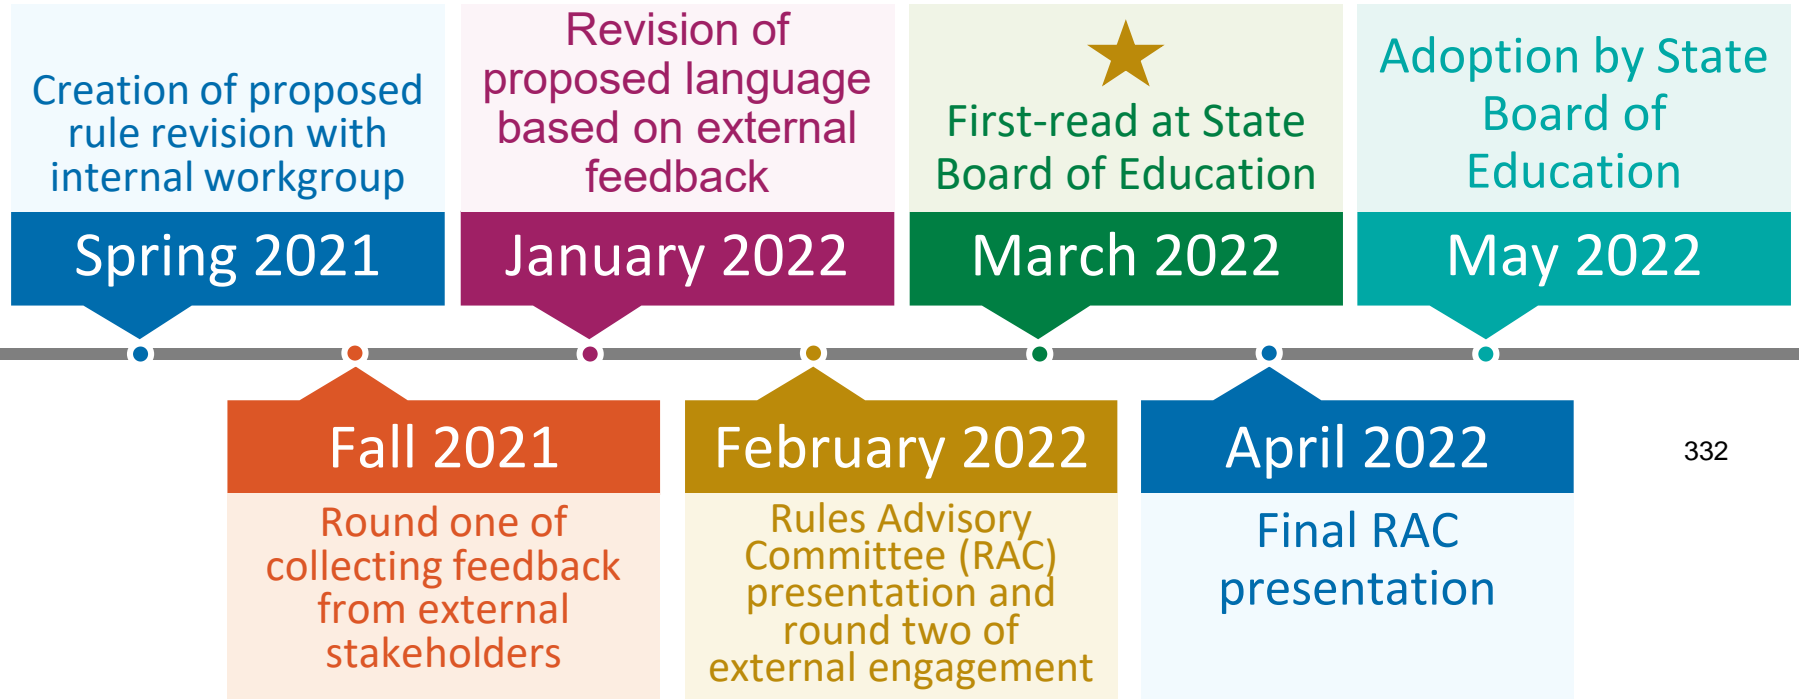 Creation of proposed
rule revision with
internal workgroup
Spring 2021
Fall 2021
Round one of
collecting feedback
from external
stakeholders
Revision of
proposed language
based on external
feedback
January 2022
February 2022
Rules Advisory
Committee (RAC)
presentation and
round two of
external engagement
First-read at State
Board of Education
March 2022
April 2022
Final RAC
presentation
Adoption by State
Board of
Education
May 2022
332